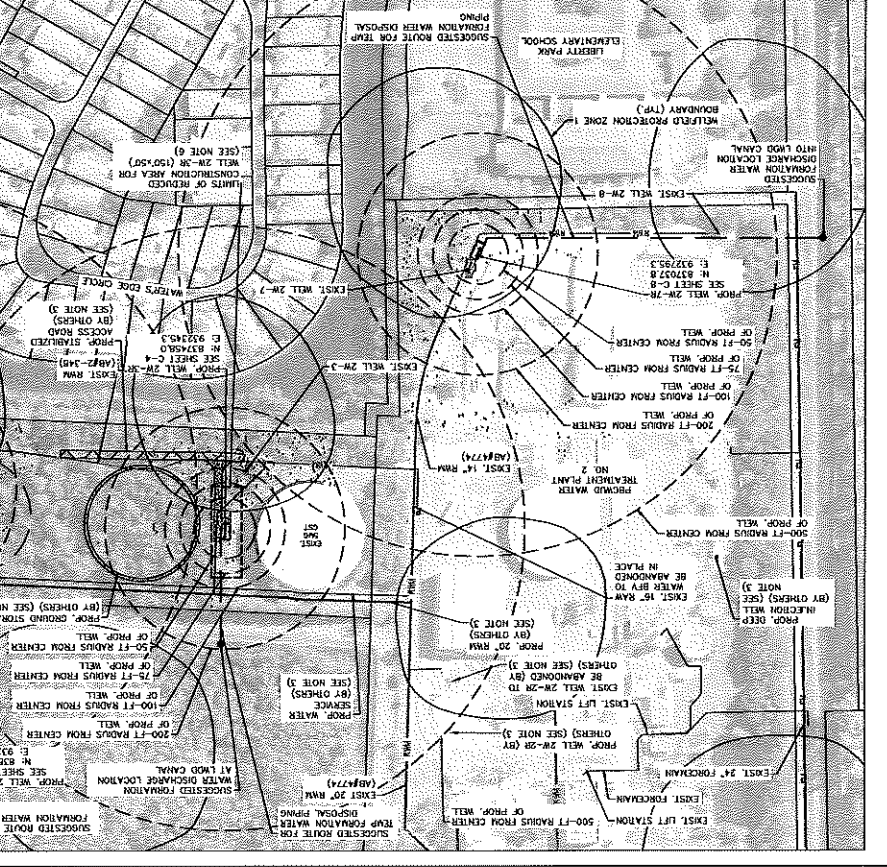 EXIST. LIFT STATION
EXIST. FORCEMAIN
EXIST. 24" FORCEMAIN
500-FT RADIUS FROM CENTER
OF PROP. WELL
SUGGESTED ROUTE FOR
TEMP FORMATION WATER
DISPOSAL PIPING
EXIST 20" RWM
(AB#4774)
SUGGESTED FORMATION
WATER DISCHARGE LOCATION
AT LWDD CANAL
SUGGESTED ROUTE
FORMATION WATER
PROP. WELL 2
SEE SHEE
N: 838
E: 93
PROP. WELL 2W-2R (BY
OTHERS) (SEE NOTE 3)
EXIST. LIFT STATION
EXIST. WELL 2W-2R TO
BE ABANDONED (BY
OTHERS) (SEE NOTE 3)
PROP. WATER
SERVICE
(BY OTHERS)
(SEE NOTE 3)
200-FT RADIUS FROM CENTER
OF PROP. WELL
100-FT RADIUS FROM CENTER
OF PROP. WELL
75-FT RADIUS FROM CENTER
OF PROP. WELL
50-FT RADIUS FROM CENTER
OF PROP. WELL
PROP. GROUND STOR
(BY OTHERS) (SEE NO
PROP. 20" RWM
(BY OTHERS)
(SEE NOTE 3)
PROP. DEEP
INJECTION WELL
(BY OTHERS) (SEE
NOTE 3)
EXIST. 16" RAW
WATER BFV TO
BE ABANDONED
IN PLACE
RWM
RWM
RWM
500-FT RADIUS FROM CENTER
OF PROP. WELL
EXIST.
5MG
GST
PBCWUD WATER
TREATMENT PLANT
NO. 2
EXIST. 14" RWM
(AB#4774)
200-FT RADIUS FROM CENTER
OF PROP. WELL
100-FT RADIUS FROM CENTER
OF PROP. WELL
75-FT RADIUS FROM CENTER
OF PROP. WELL
50-FT RADIUS FROM CENTER
OF PROP. WELL
EXIST. WELL 2W-3
PROP. WELL 2W-3R
SEE SHEET C-4
N: 837458.0
E: 932345.3
EXIST. RWM
(AB#2-348)
PROP. STABILIZED
ACCESS ROAD
(BY OTHERS)
(SEE NOTE 3)
PROP. WELL 2W-7R
SEE SHEET C-8
N: 837037.8
E: 932795.3
EXIST. WELL 2W-7
WATER'S EDGE CIRCLE
RWM
RWM
EXIST. WELL 2W-8
SUGGESTED
FORMATION WATER
DISCHARGE LOCATION
INTO LWDD CANAL
LIMITS OF REDUCED
CONSTRUCTION AREA FOR
WELL 2W-3R (150'x50')
(SEE NOTE 6)
WELLFIELD PROTECTION ZONE 1
BOUNDARY (TYP.)
LIBERTY PARK
ELEMENTARY SCHOOL
SUGGESTED ROUTE FOR TEMP
FORMATION WATER DISPOSAL
PIPING